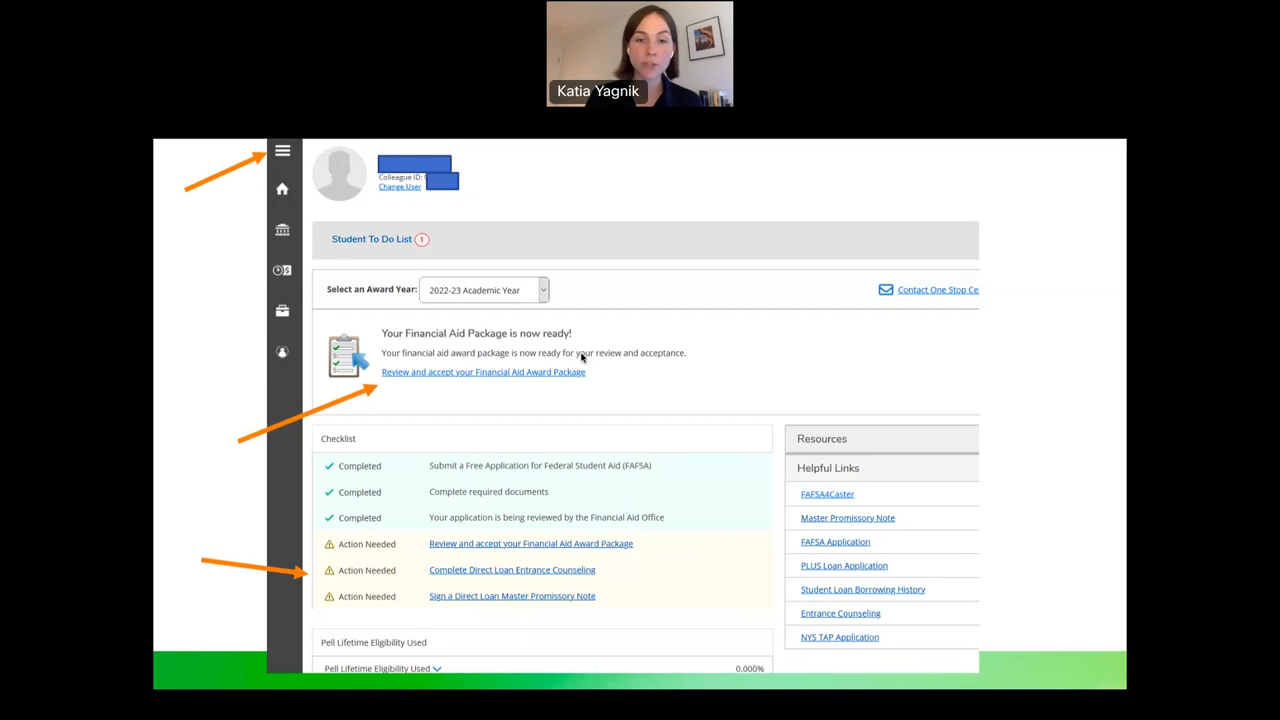 Katia Yagnik
Colleague ID:
Change User
Student To Do List 1
Select an Award Year: 2022-23 Academic Year
Contact One Stop Ce
Your Financial Aid Package is now ready!
Your financial aid award package is now ready for your review and acceptance.
Review and accept your Financial Aid Award Package
Checklist
Completed Submit a Free Application for Federal Student Aid (FAFSA)
Completed Complete required documents
Completed Your application is being reviewed by the Financial Aid Office
Action Needed Review and accept your Financial Aid Award Package
Action Needed Complete Direct Loan Entrance Counseling
Action Needed Sign a Direct Loan Master Promissory Note
Pell Lifetime Eligibility Used
Pell Lifetime Eligibility Used 0.000%
Resources
Helpful Links
FAFSA4Caster
Master Promissory Note
FAFSA Application
PLUS Loan Application
Student Loan Borrowing History
Entrance Counseling
NYS TAP Application